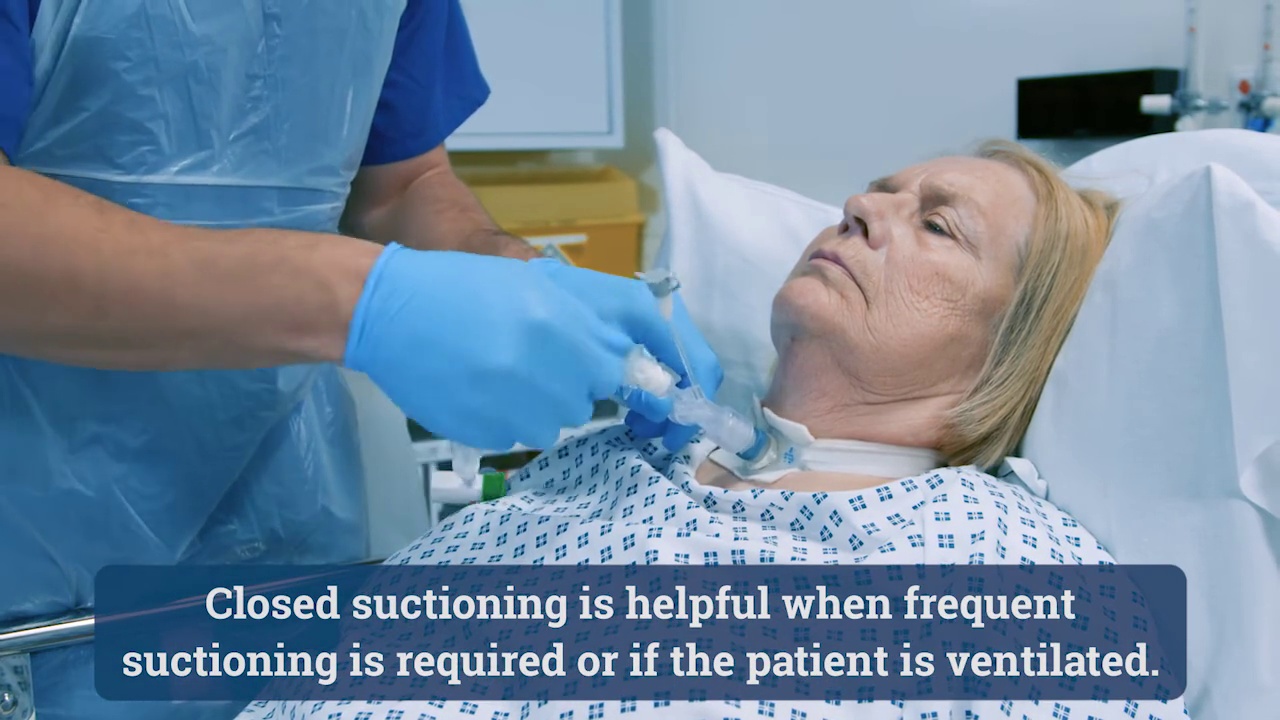 Closed suctioning is helpful when frequent
suctioning is required or if the patient is ventilated.